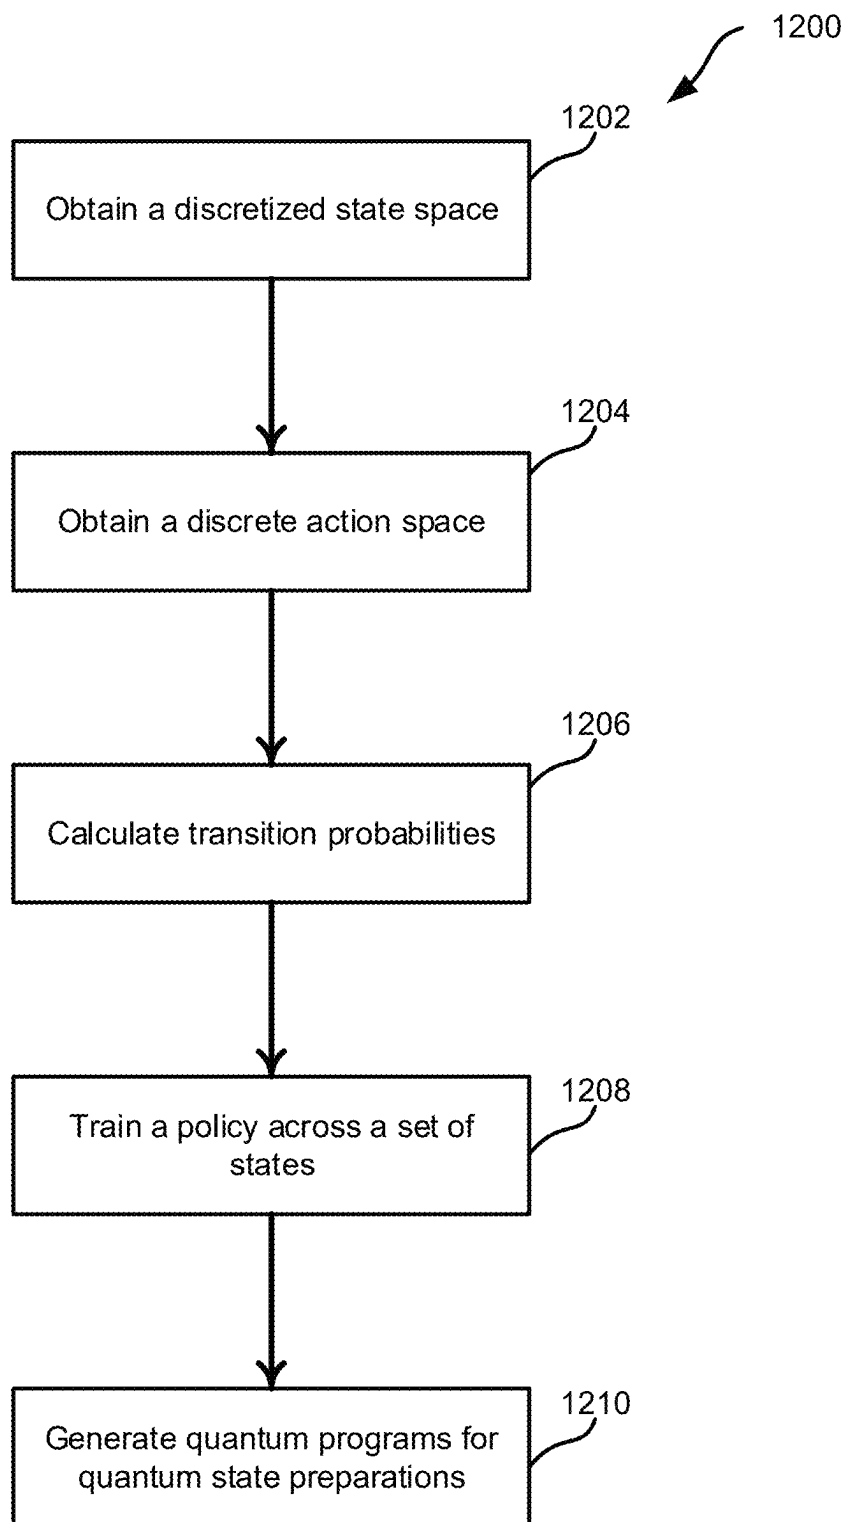 1200
1202
Obtain a discretized state space
1204
Obtain a discrete action space
1206
Calculate transition probabilities
1208
Train a policy across a set of
states
1210
Generate quantum programs for
quantum state preparations